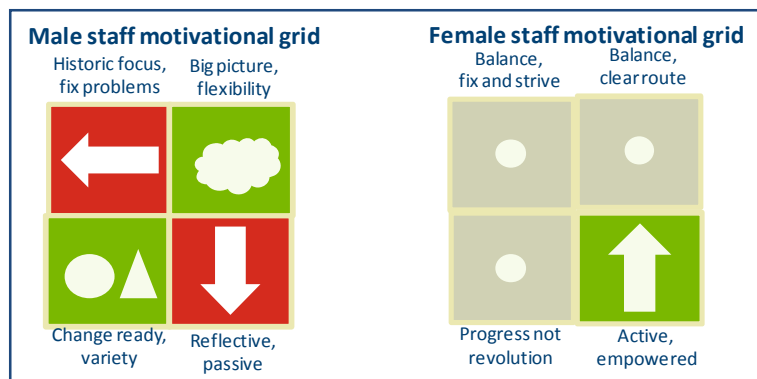 Male staff motivational grid
Historic focus,
fix problems
Big picture,
flexibility
Change ready,
variety
Reflective,
passive
Female staff motivational grid
Balance,
fix and strive
Balance,
clear route
Progress not
revolution
Active,
empowered